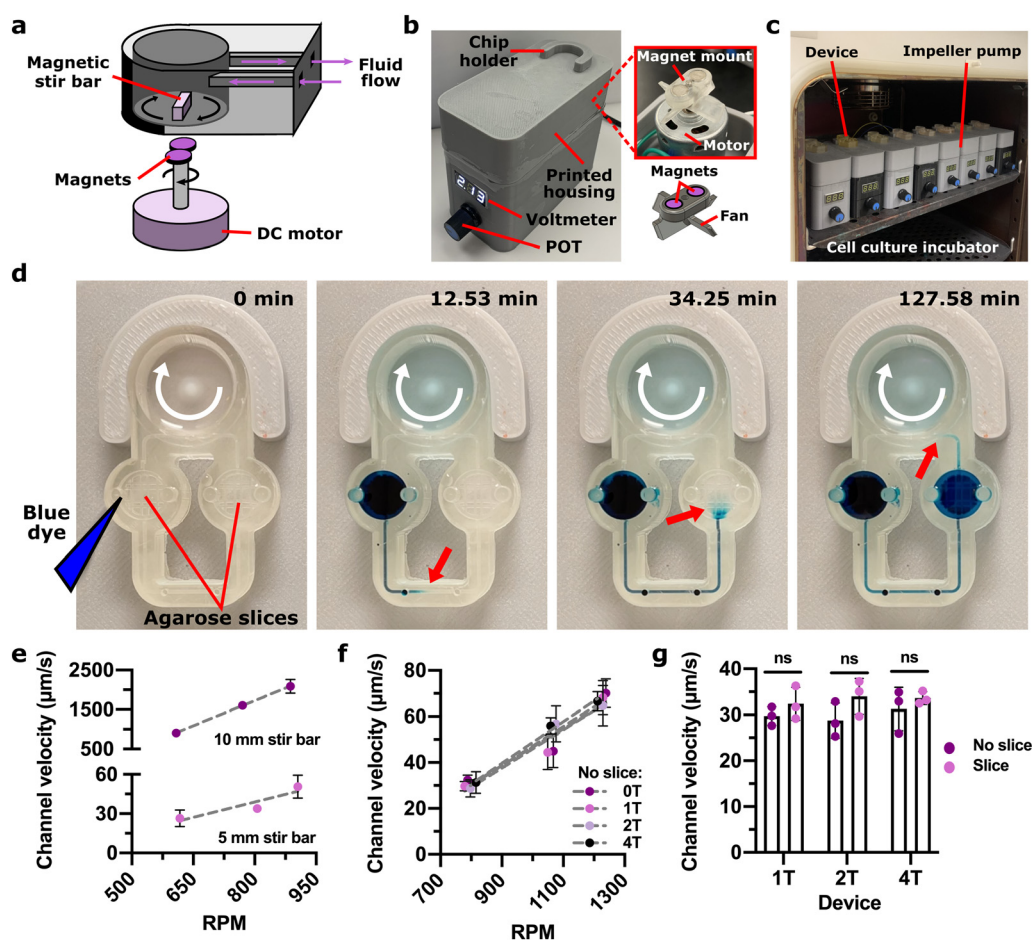 a
Magnetic
stir bar
Fluid
flow
Magnets
DC motor
b
Chip
holder
Magnet mount
Motor
Printed
housing
Magnets
2.13
Voltmeter
Fan
POT
c
Device
Impeller pump
Cell culture incubator
d
0 min
12.53 min
34.25 min
127.58 min
Blue
dye
Agarose slices
e
Channel velocity (μm/s)
2500
1500
500
10 mm stir bar
60
30
0
5 mm stir bar
500
650
800
950
RPM
f
Channel velocity (μm/s)
80
60
40
20
0
No slice:
0T
1T
2T
4T
700
900
1100
1300
RPM
g
Channel velocity (μm/s)
40
30
20
10
0
ns
ns
ns
No slice
Slice
1T
2T
4T
Device